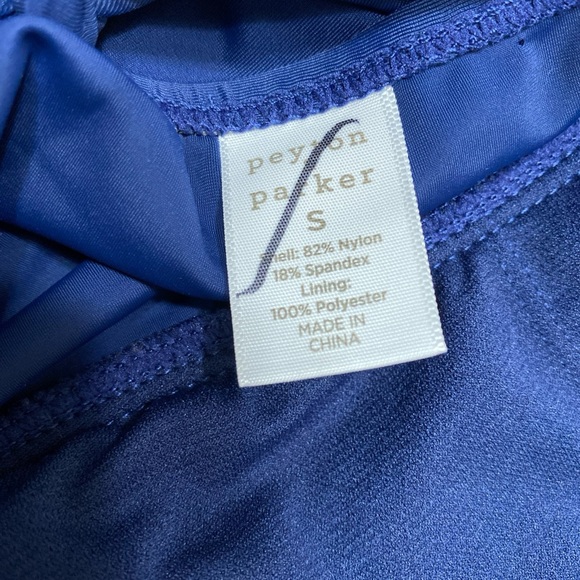 peyton
parker
S
Shell: 82% Nylon
18% Spandex
Lining:
100% Polyester
MADE IN
CHINA